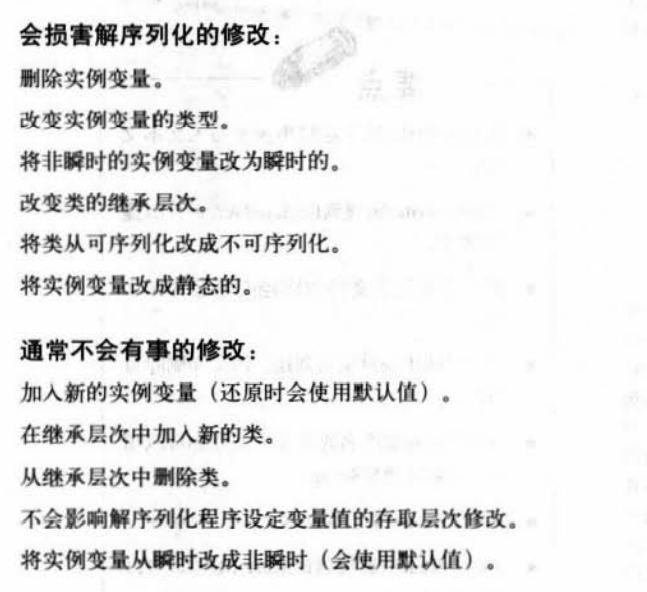 会损害解序列化的修改：
删除实例变量。
改变实例变量的类型。
将非瞬时的实例变量改为瞬时的。
改变类的继承层次。
将类从可序列化改成不可序列化。
将实例变量改成静态的。
通常不会有事的修改：
加入新的实例变量（还原时会使用默认值）。
在继承层次中加入新的类。
从继承层次中删除类。
不会影响解序列化程序设定变量值的存取层次修改。
将实例变量从瞬时改成非瞬时（会使用默认值）。